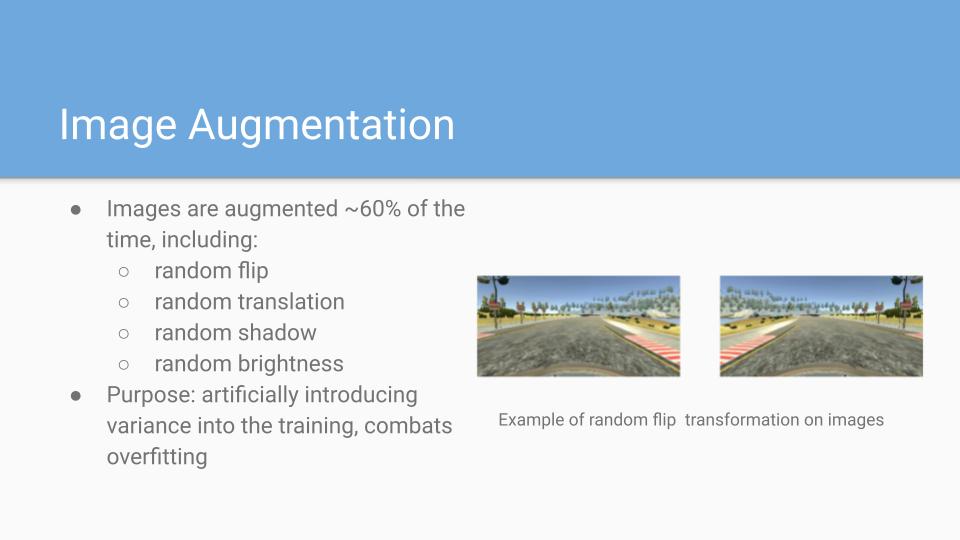 Image Augmentation
● Images are augmented ~60% of the
time, including:
○ random flip
○ random translation
○ random shadow
○ random brightness
● Purpose: artificially introducing
variance into the training, combats
overfitting
Example of random flip  transformation on images